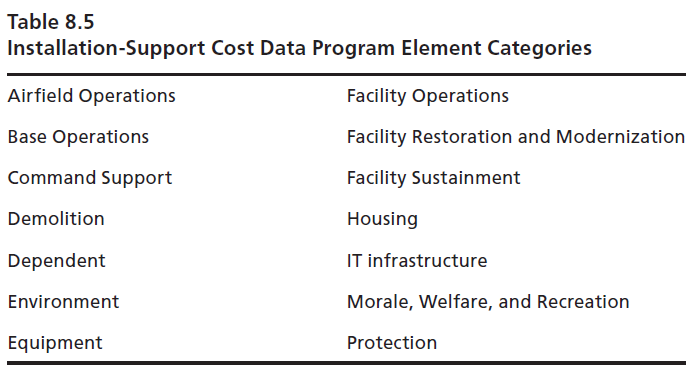 Table 8.5
Installation-Support Cost Data Program Element Categories
Airfield Operations
Facility Operations
Base Operations
Facility Restoration and Modernization
Command Support
Facility Sustainment
Demolition
Housing
Dependent
IT infrastructure
Environment
Morale, Welfare, and Recreation
Equipment
Protection